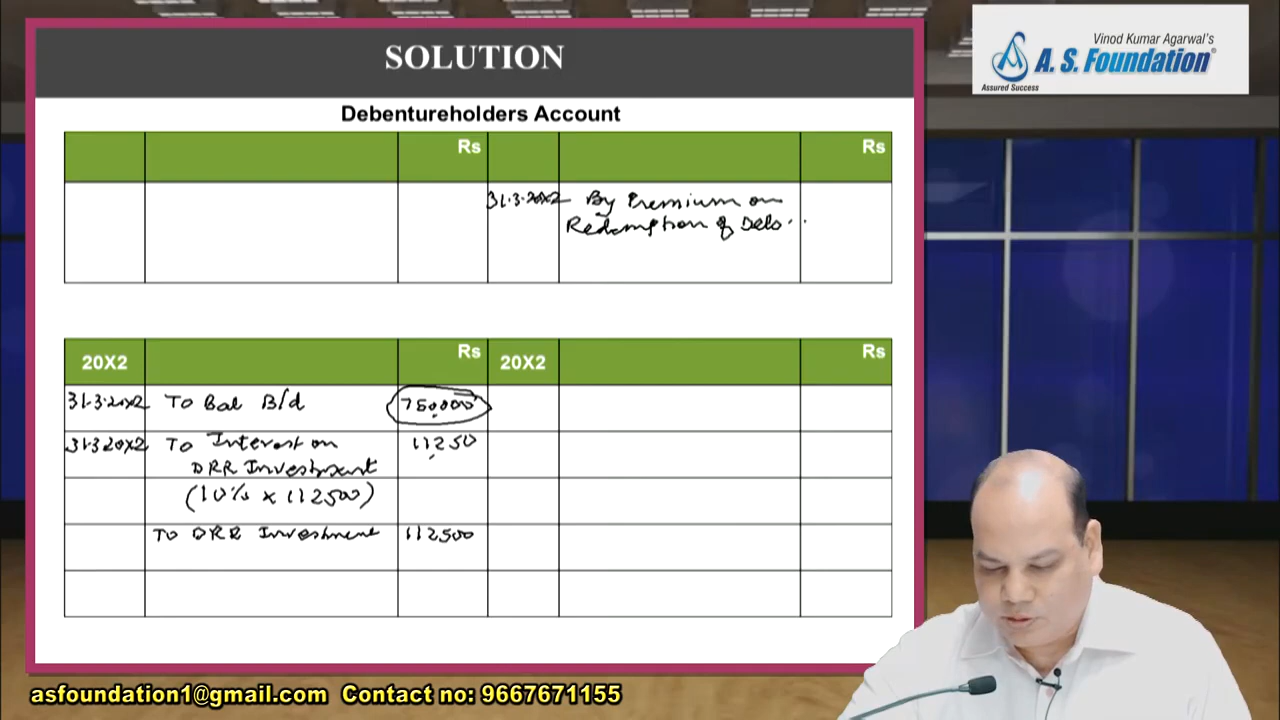 SOLUTION
Vinod Kumar Agarwal's
A. S. Foundation®
Assured Success
Debentureholders Account
Rs Rs
31.3.20X2 By Premium on
Redemption of Deb...
20X2 Rs 20X2 Rs
31.3.20X2 To Bal B/d 750000
31.3.20X2 To Interest on 11250
DRR Investment
(10% x 112500)
To DRR Investment 112500
asfoundation1@gmail.com Contact no: 9667671155